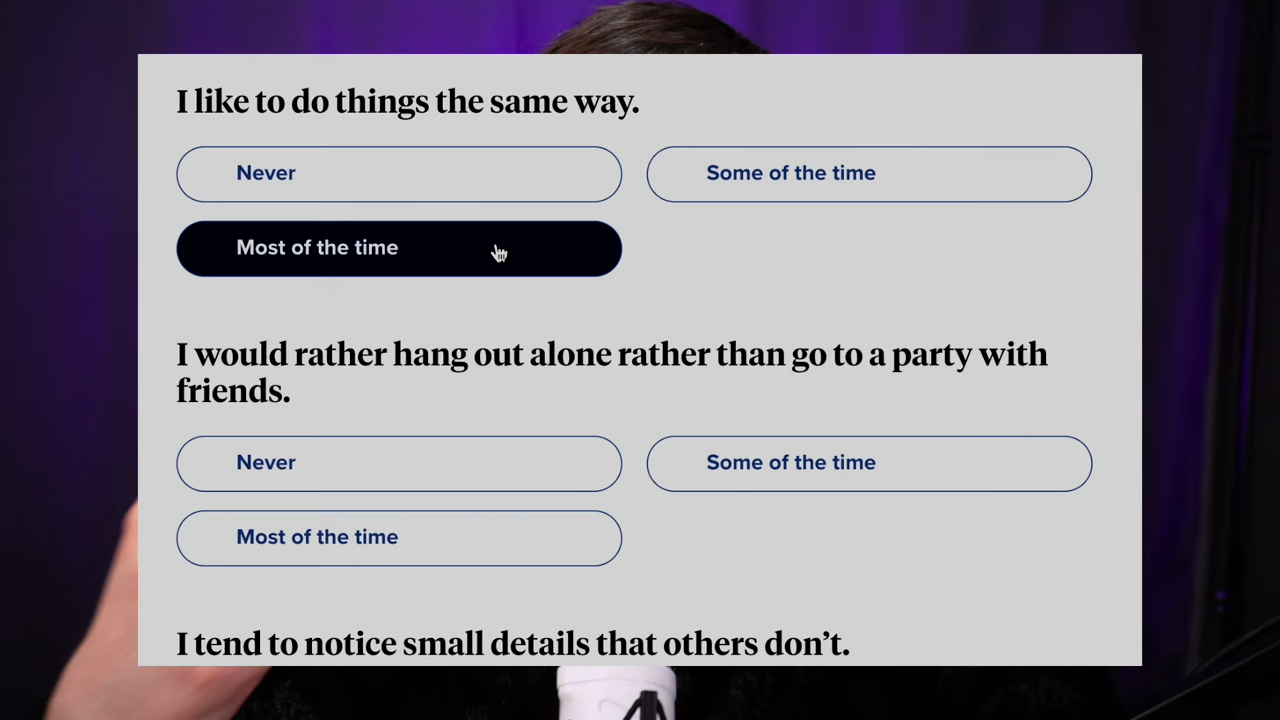 I like to do things the same way.
Never
Some of the time
Most of the time
I would rather hang out alone rather than go to a party with
friends.
Never
Some of the time
Most of the time
I tend to notice small details that others don’t.